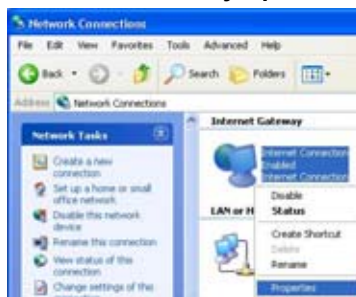 Network Connections
File Edit View Favorites Tools Advanced Help
Back Search Folders
Address Network Connections
Network Tasks
Create a new
connection
Set up a home or small
office network
Disable this network
device
Rename this connection
View status of this
connection
Change settings of this
Internet Gateway
Internet Connection
Enabled
Internet Connection
Disable
Status
LAN or H
Create Shortcut
Delete
Rename
Properties